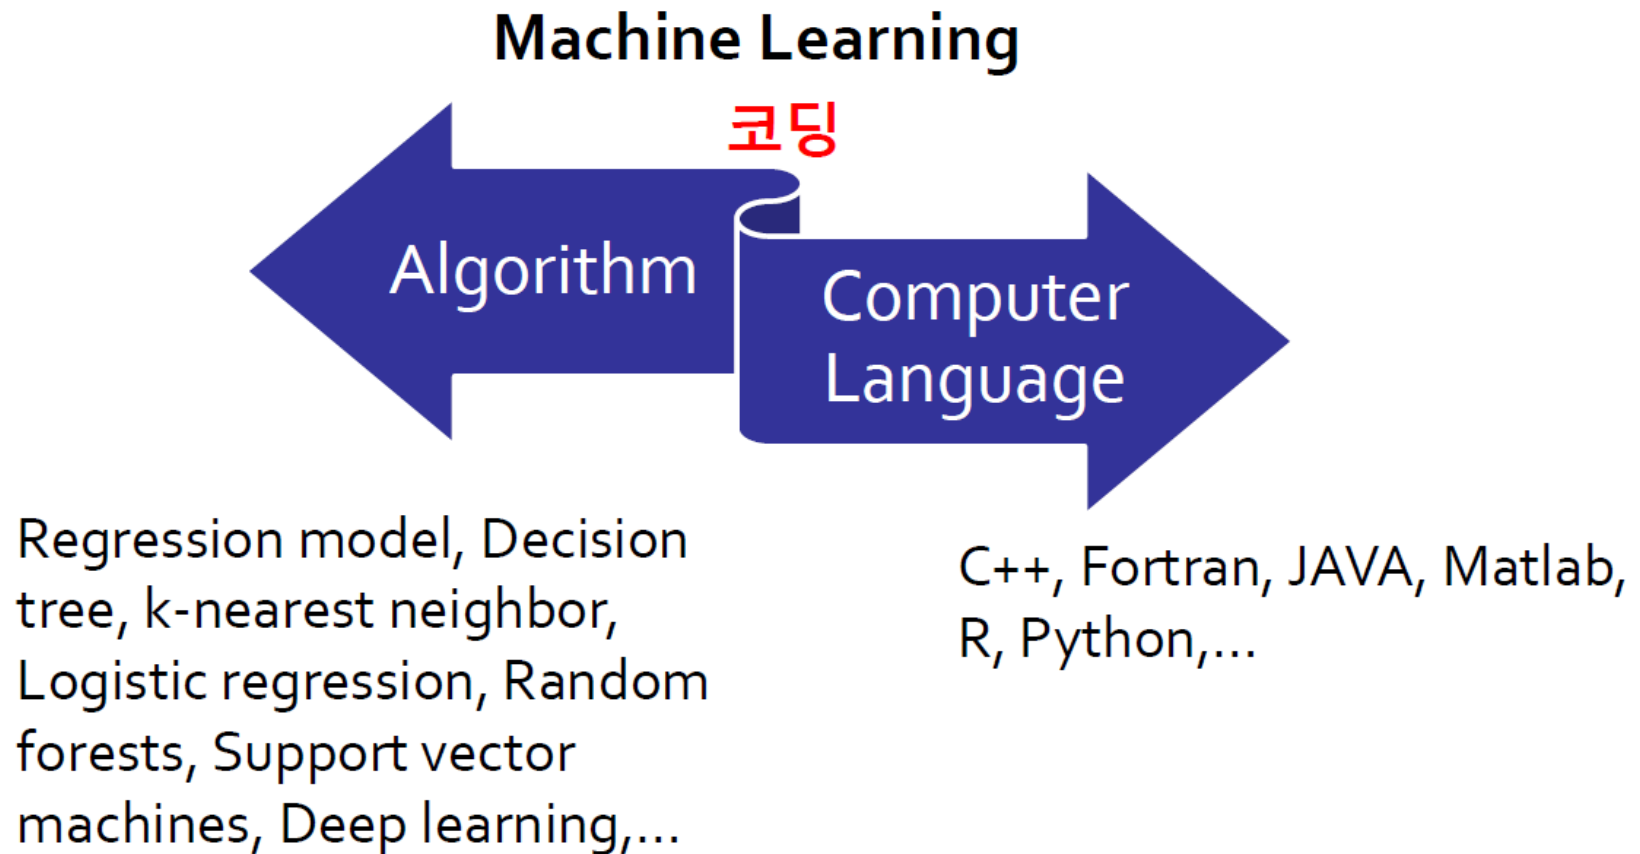 Machine Learning
코딩
Algorithm
Computer
Language
Regression model, Decision
tree, k-nearest neighbor,
Logistic regression, Random
forests, Support vector
machines, Deep learning,...
C++, Fortran, JAVA, Matlab,
R, Python,...